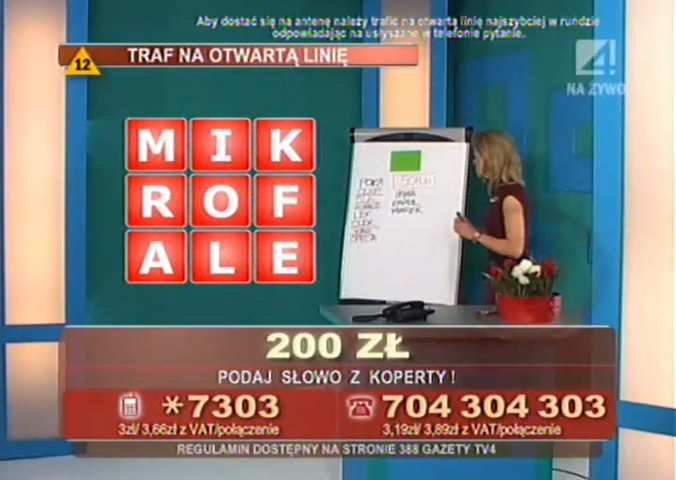 Aby dostać się na antenę należy trafić na otwartą linię najszybciej w rundzie
odpowiadając na usłyszane w telefonie pytanie.
12
TRAF NA OTWARTĄ LINIĘ
4!
NA ŻYWO
M I K
R O F
A L E
200 ZŁ
PODAJ SŁOWO Z KOPERTY !
*7303
704 304 303
3zł/ 3,66zł z VAT/połączenie
3,19zł/ 3,89zł z VAT/połączenie
REGULAMIN DOSTĘPNY NA STRONIE 388 GAZETY TV4